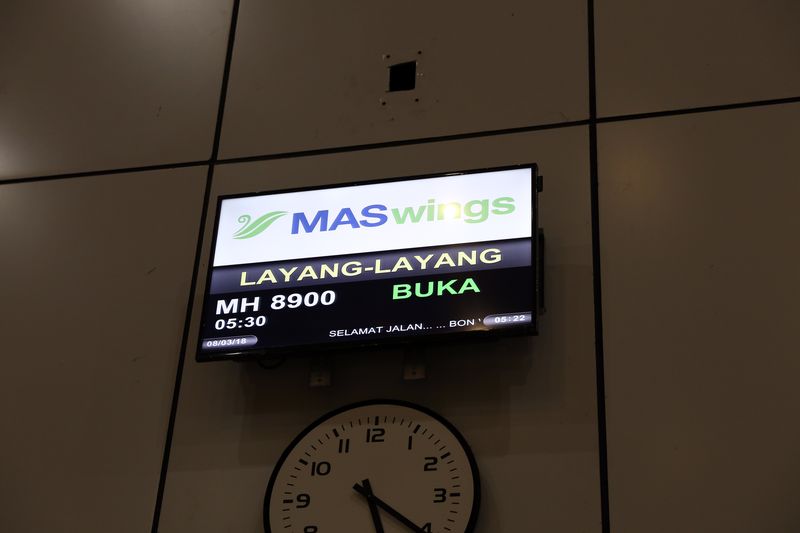 MASwings
LAYANG-LAYANG
MH 8900 BUKA
05:30
SELAMAT JALAN... ... BON
08/03/18
05:22
12
11 1
10 2
9 3
4